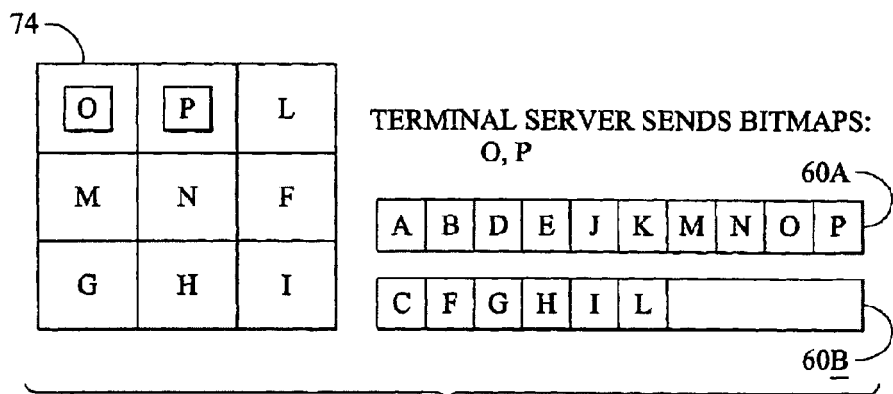 74
O P L
TERMINAL SERVER SENDS BITMAPS:
O, P
M N F
60A
A B D E J K M N O P
G H I
C F G H I L
60B